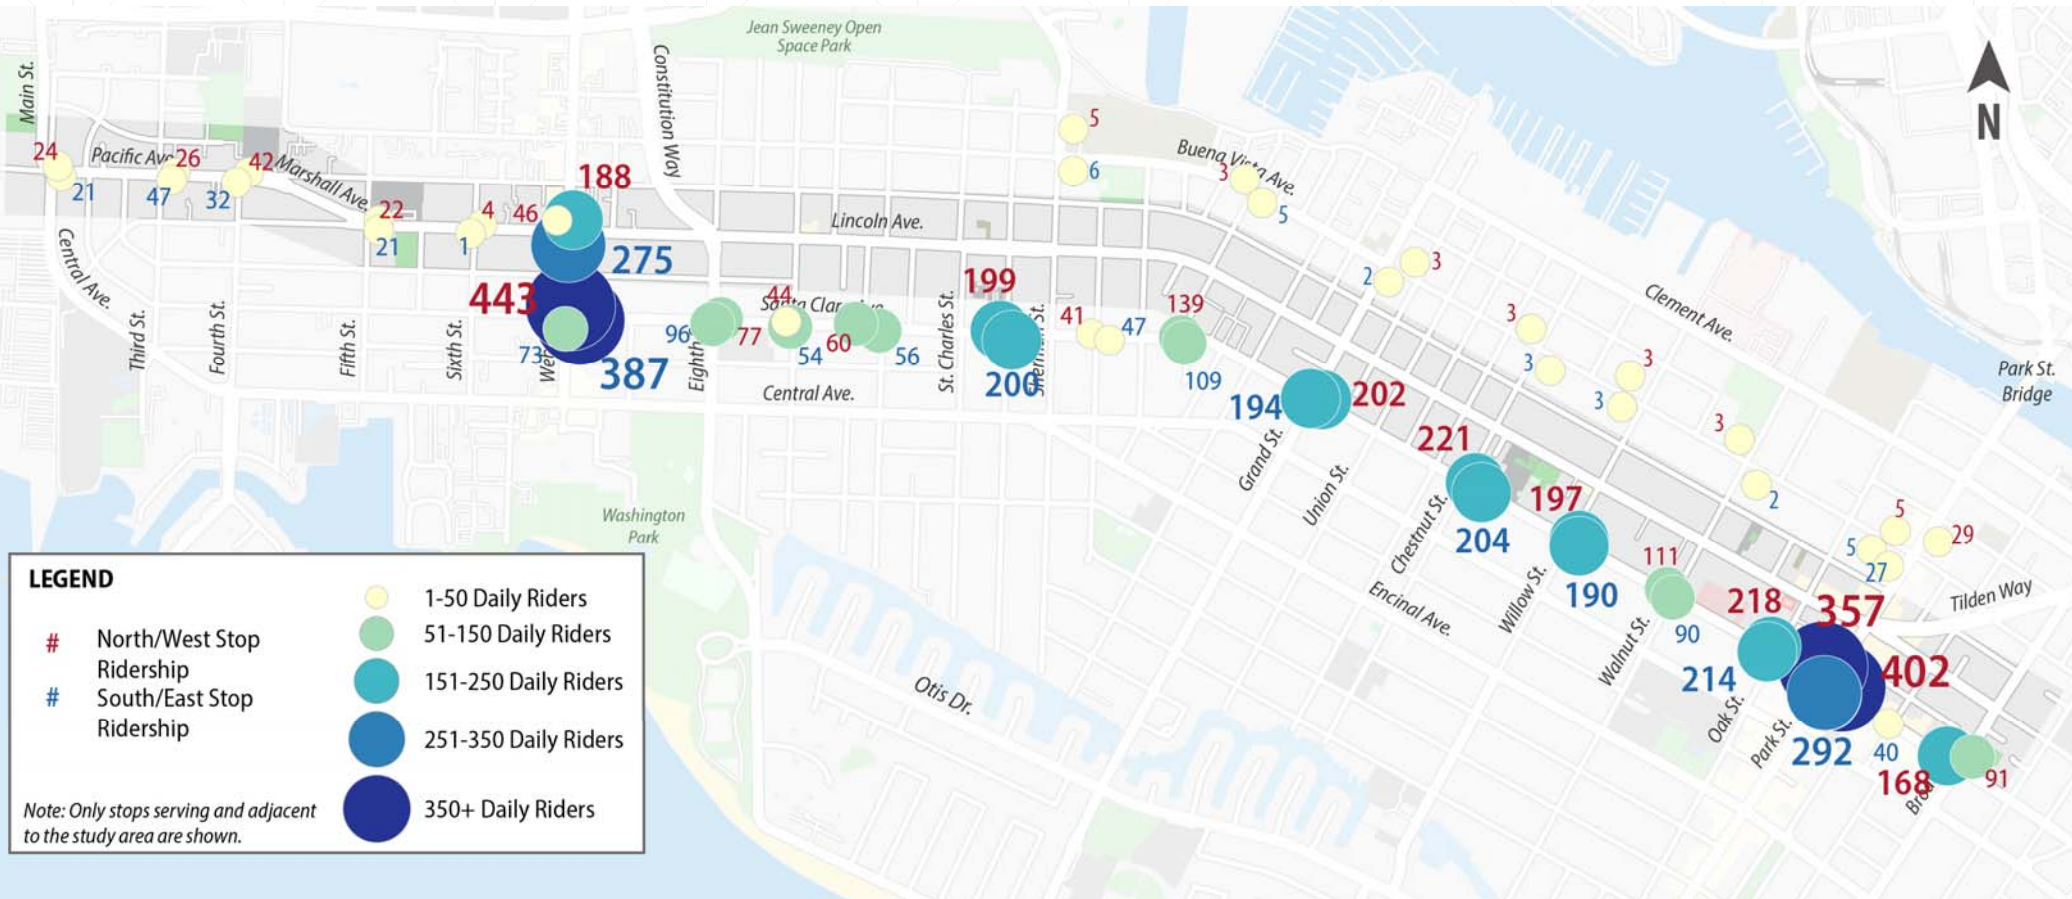 Jean Sweeney Open
Space Park
Main St.
Constitution Way
N
5
24
Pacific Ave
26
42
Marshall Ave.
188
6
Buena Vista Ave.
3
21
47
32
22
4
46
5
Lincoln Ave.
21
1
275
Central Ave.
443
199
2
3
Clement Ave.
44
Santa Clara Ave.
139
3
Third St.
Fourth St.
Fifth St.
Sixth St.
73
387
96
Eighth
77
54
60
56
St. Charles St.
200
Sherman St.
41
47
109
3
3
3
Park St.
Bridge
Central Ave.
194
202
Grand St.
221
3
Union St.
204
Chestnut St.
197
2
Washington
Park
5
29
5
27
190
Willow St.
111
Encinal Ave.
90
Walnut St.
218
357
Tilden Way
214
402
Oak St.
Park St.
292
40
168
91
Otis Dr.
LEGEND
# North/West Stop
Ridership
# South/East Stop
Ridership
1-50 Daily Riders
51-150 Daily Riders
151-250 Daily Riders
251-350 Daily Riders
350+ Daily Riders
Note: Only stops serving and adjacent
to the study area are shown.